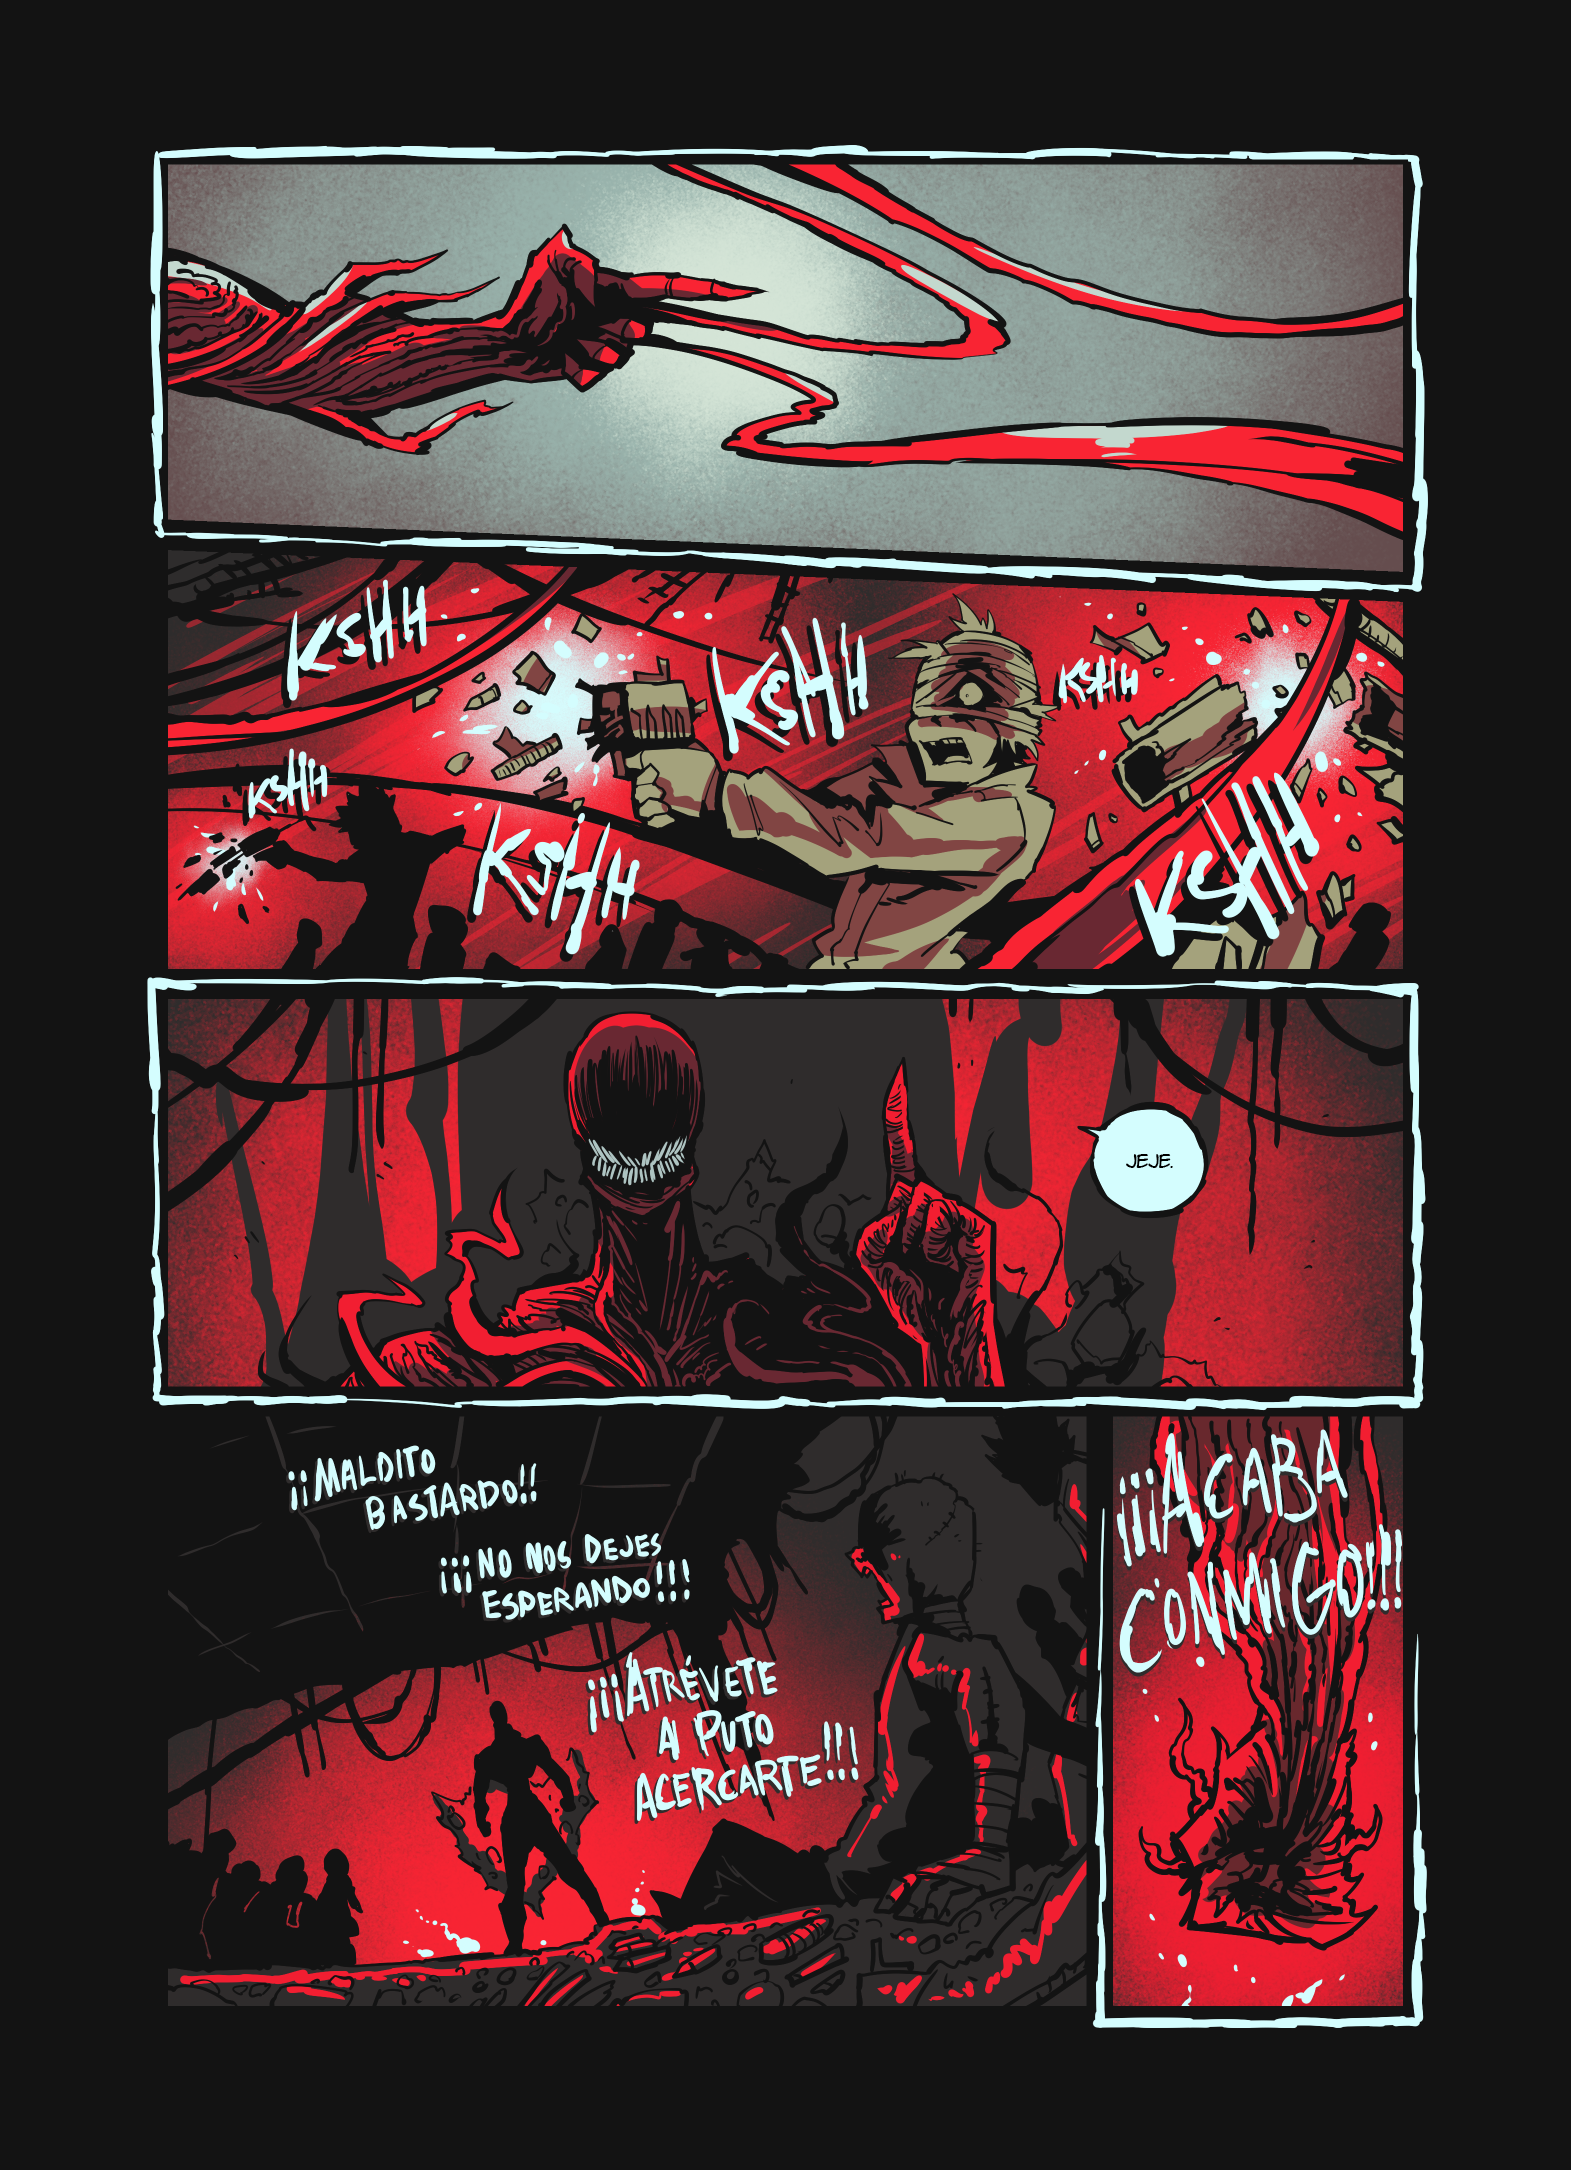 KSHH
KSHH
KSHH
KSHH
KSHH
KSHH
JEJE.
¡¡MALDITO
BASTARDO!!
¡¡¡NO NOS DEJES
ESPERANDO!!!
¡¡¡ATRÉVETE
A PUTO
ACERCARTE!!!
¡¡¡ACABA
CONMIGO!!!